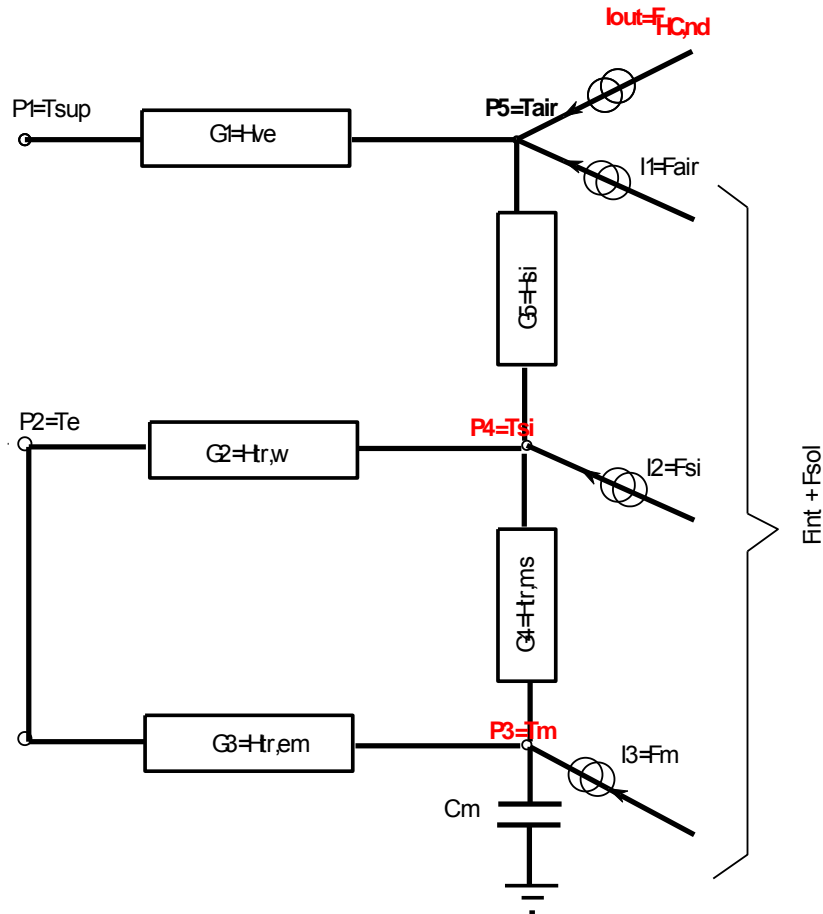 Iout=F HC,nd
P1=Tsup
P5=Tair
G1=Hve
I1=Fair
G5=Hsi
P2=Te
P4=Tsi
G2=Htr,w
I2=Fsi
Fint + Fsol
G4=Htr,ms
P3=Tm
G3=Htr,em
I3=Fm
Cm